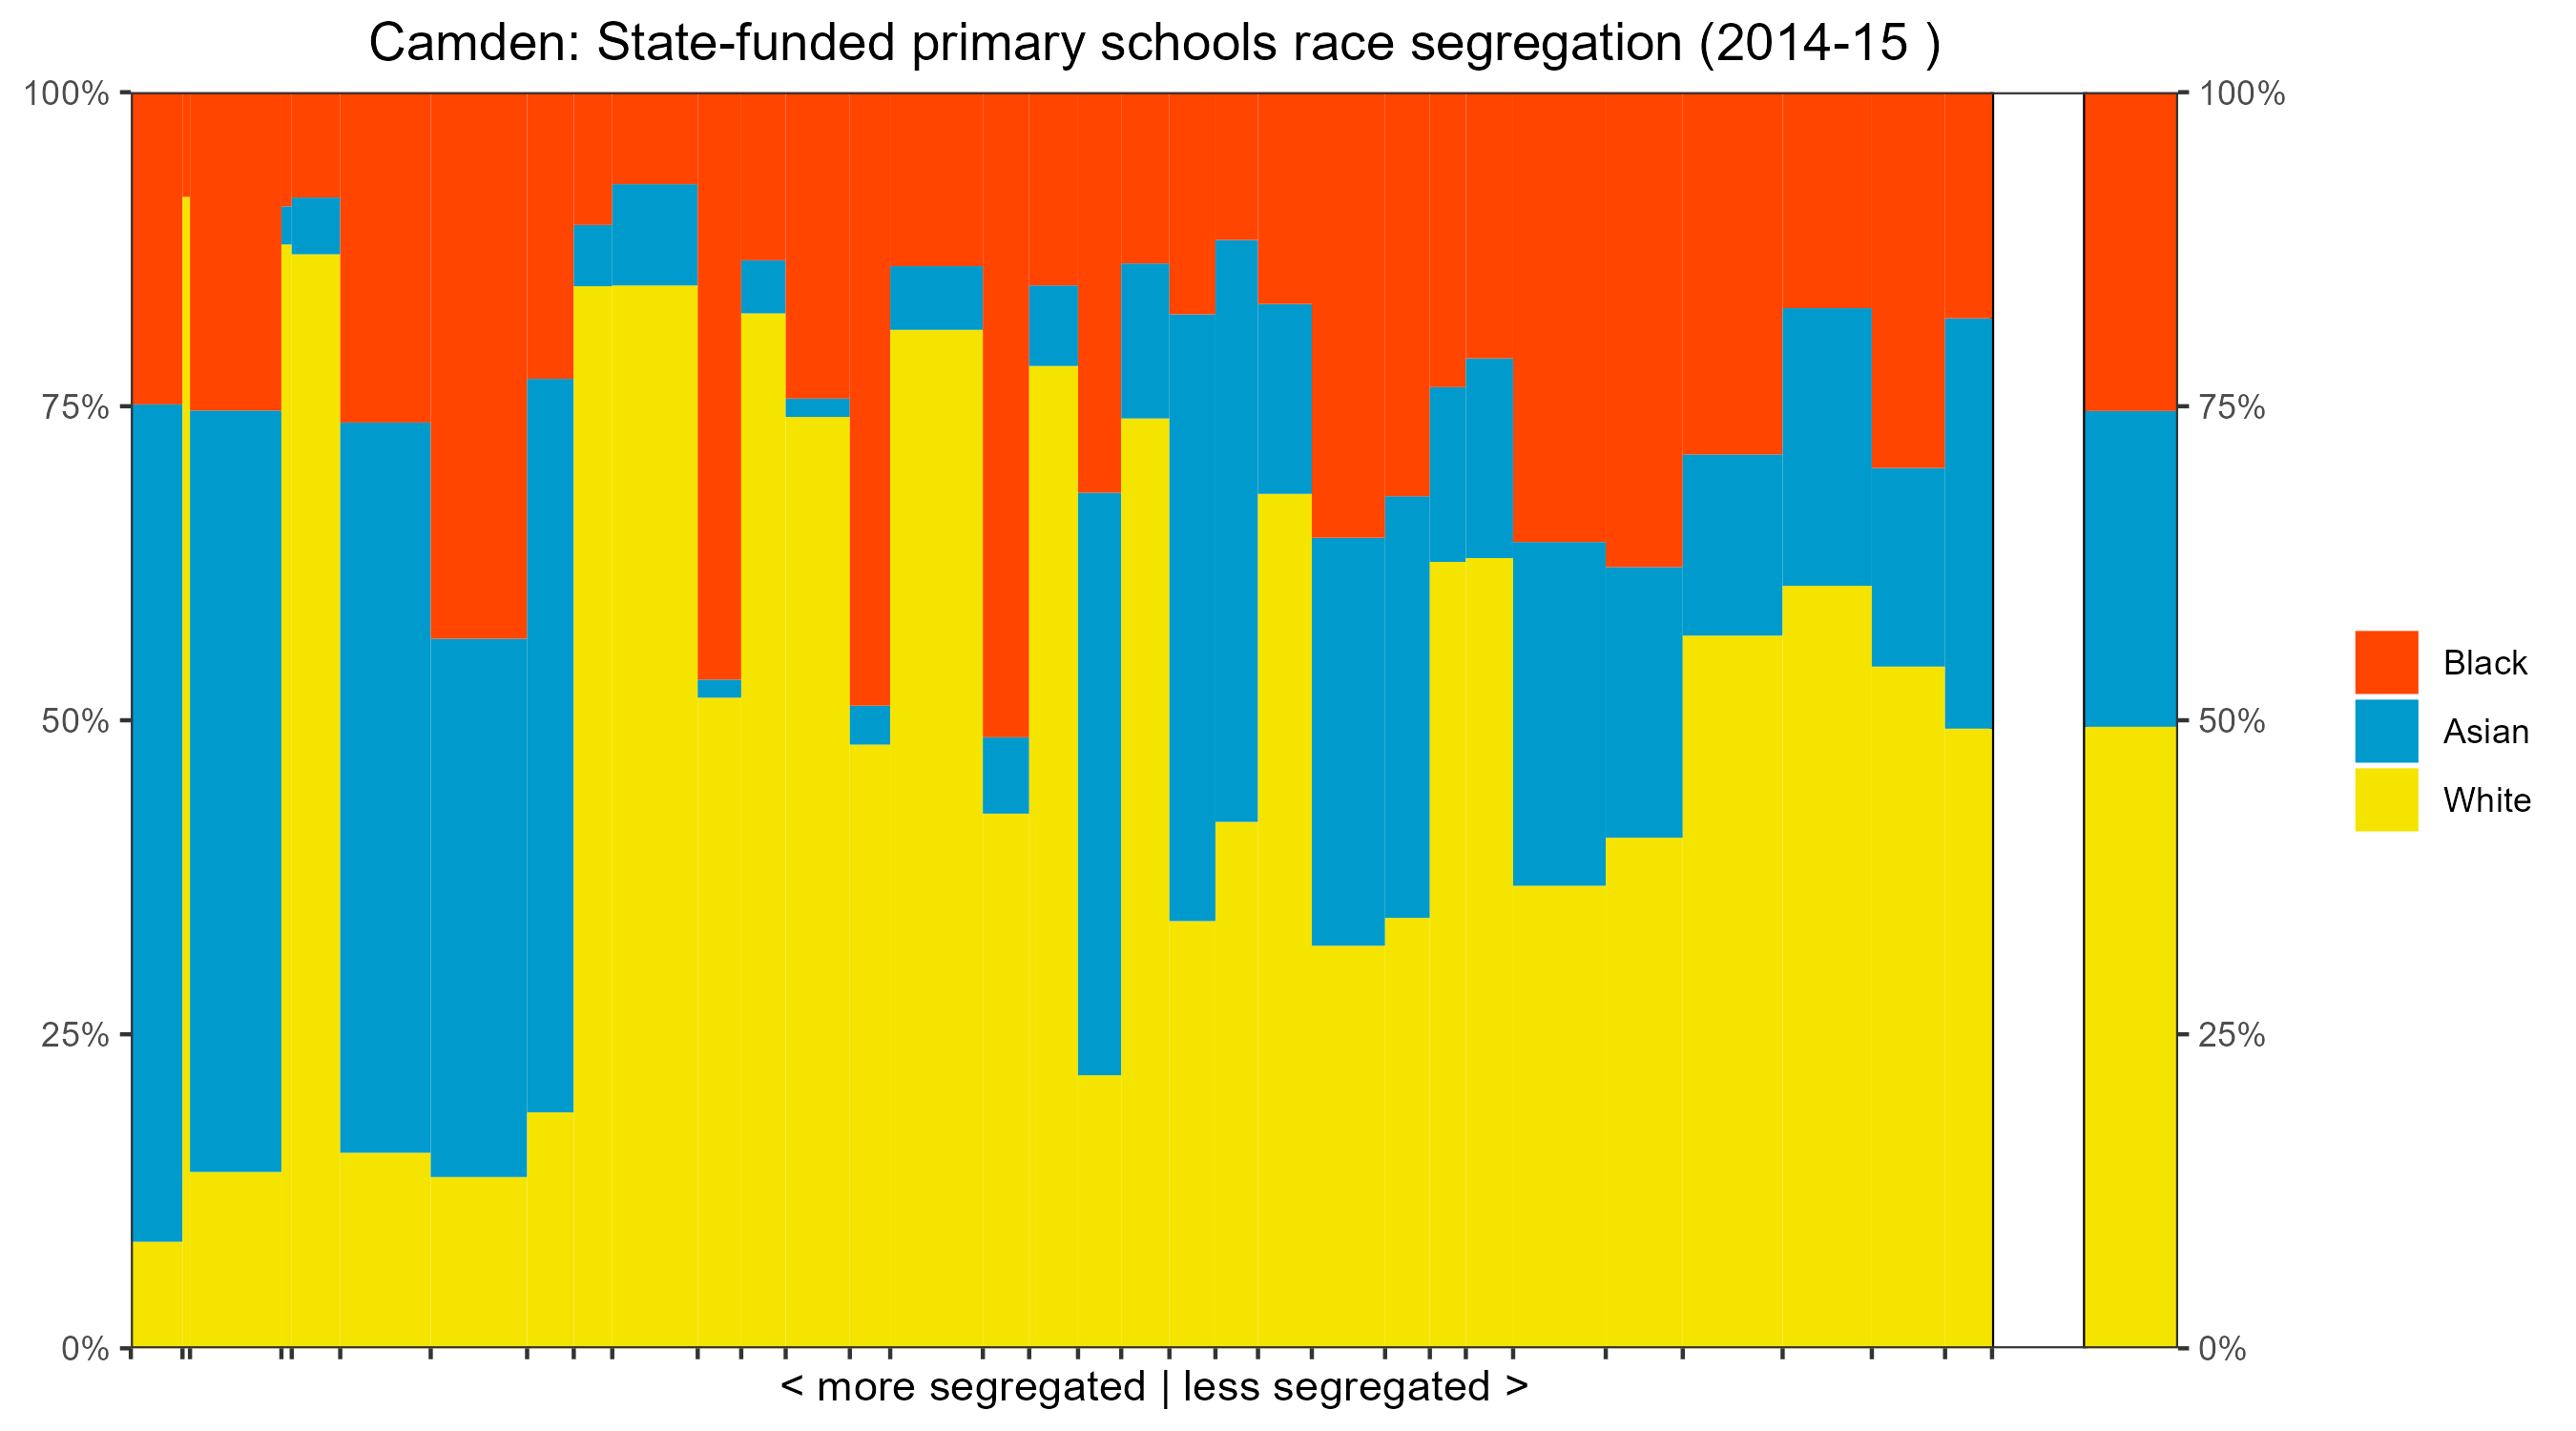 Camden: State-funded primary schools race segregation (2014-15 )
100%
75%
50%
25%
0%
100%
75%
50%
25%
0%
Black
Asian
White
< more segregated | less segregated >